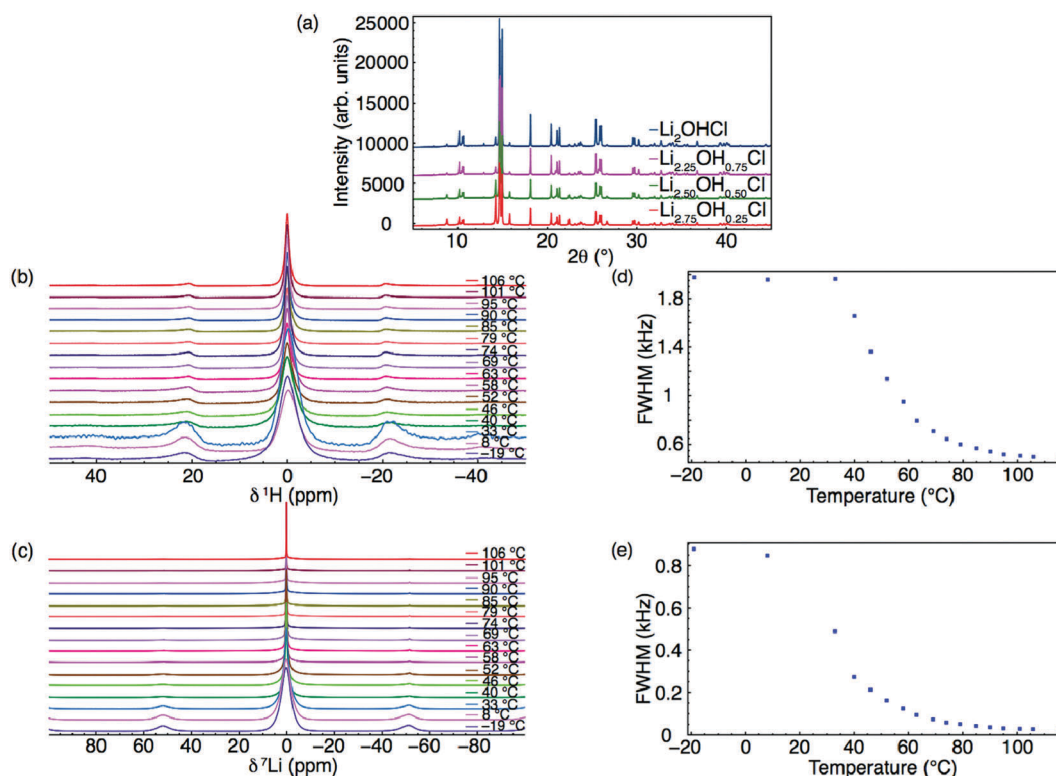 (a)
Intensity (arb. units)
25000
20000
15000
10000
5000
0
–Li₂OHCl
–Li₂.₂₅OH₀.₇₅Cl
–Li₂.₅₀OH₀.₅₀Cl
–Li₂.₇₅OH₀.₂₅Cl
10 20 30 40
2θ (°)
(b)
106 °C
101 °C
95 °C
90 °C
85 °C
79 °C
74 °C
69 °C
63 °C
58 °C
52 °C
46 °C
40 °C
33 °C
8 °C
–19 °C
40 20 0 –20 –40
δ ¹H (ppm)
(d)
FWHM (kHz)
1.8
1.4
1
0.6
–20 0 20 40 60 80 100
Temperature (°C)
(c)
106 °C
101 °C
95 °C
90 °C
85 °C
79 °C
74 °C
69 °C
63 °C
58 °C
52 °C
46 °C
40 °C
33 °C
8 °C
–19 °C
80 60 40 20 0 –20 –40 –60 –80
δ ⁷Li (ppm)
(e)
FWHM (kHz)
0.8
0.6
0.4
0.2
0
–20 0 20 40 60 80 100
Temperature (°C)